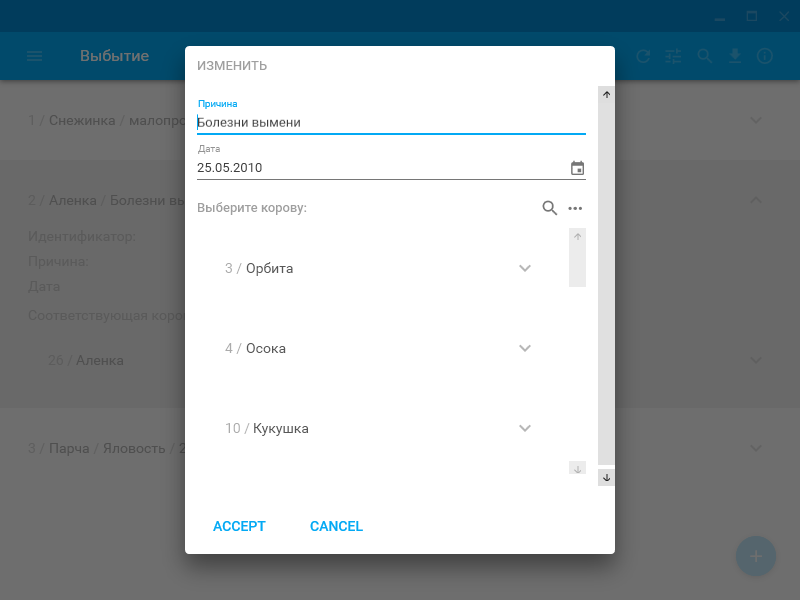 Выбытие
ИЗМЕНИТЬ
1 / Снежинка / малопро
Причина
Болезни вымени
Дата
25.05.2010
2 / Аленка / Болезни вы
Выберите корову:
Идентификатор:
Причина:
Дата
3 / Орбита
Соответствующая коро
4 / Осока
26 / Аленка
10 / Кукушка
3 / Парча / Яловость / 2
ACCEPT CANCEL